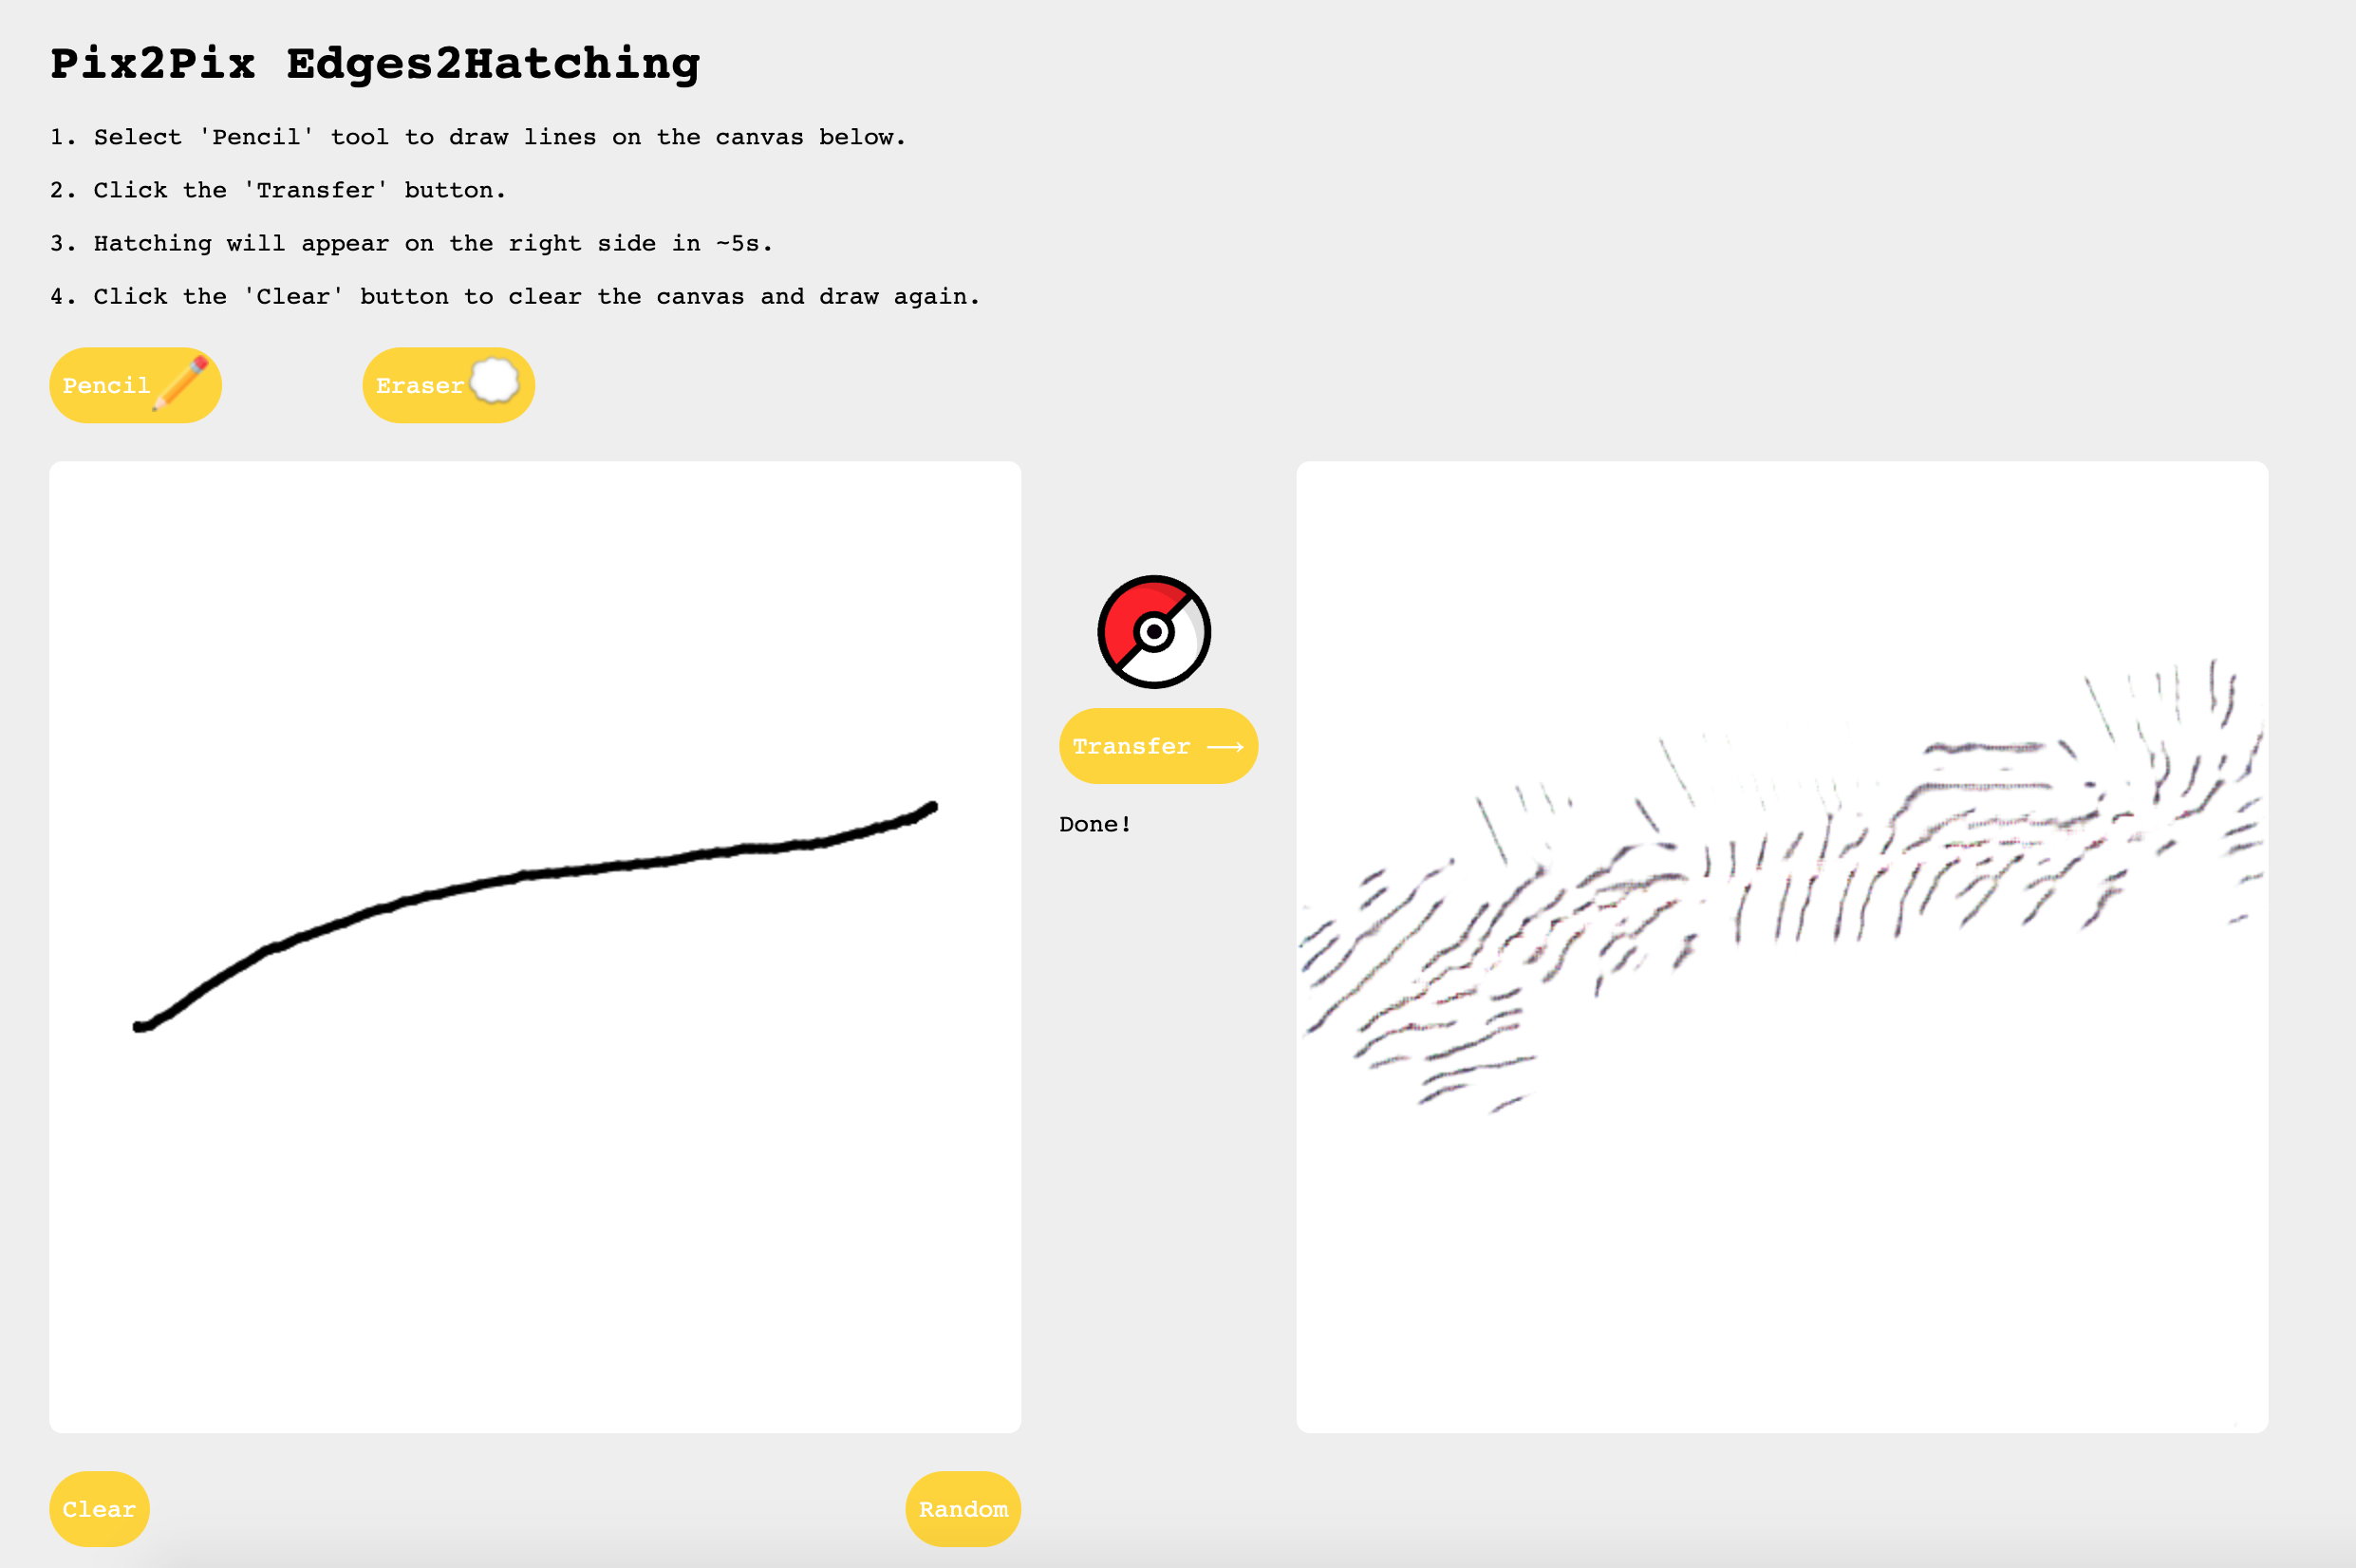 Pix2Pix Edges2Hatching
1. Select 'Pencil' tool to draw lines on the canvas below.
2. Click the 'Transfer' button.
3. Hatching will appear on the right side in ~5s.
4. Click the 'Clear' button to clear the canvas and draw again.
Pencil
Eraser
Transfer ⟶
Done!
Clear
Random